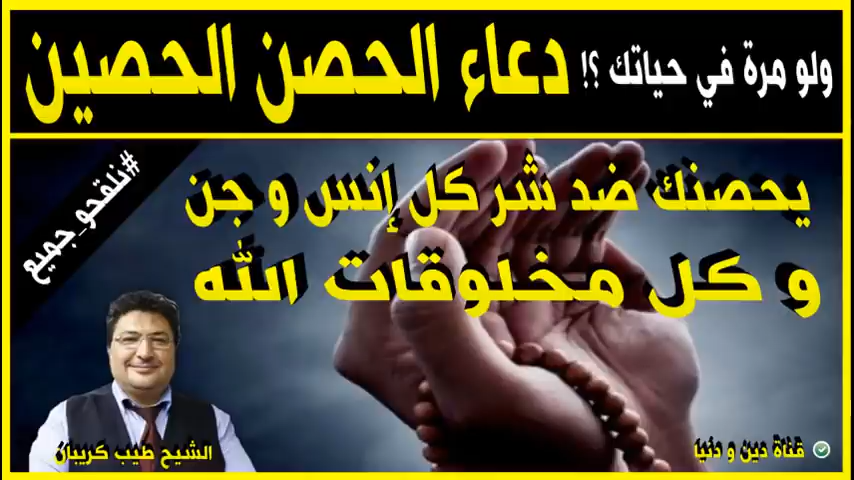 ولو مرة في حياتك ؟! دعاء الحصن الحصين
#نلقحو_جميع
يحصنك ضد شر كل إنس و جن
و كل مخلوقات الله
الشيخ طيب كريبان
قناة دين و دنيا